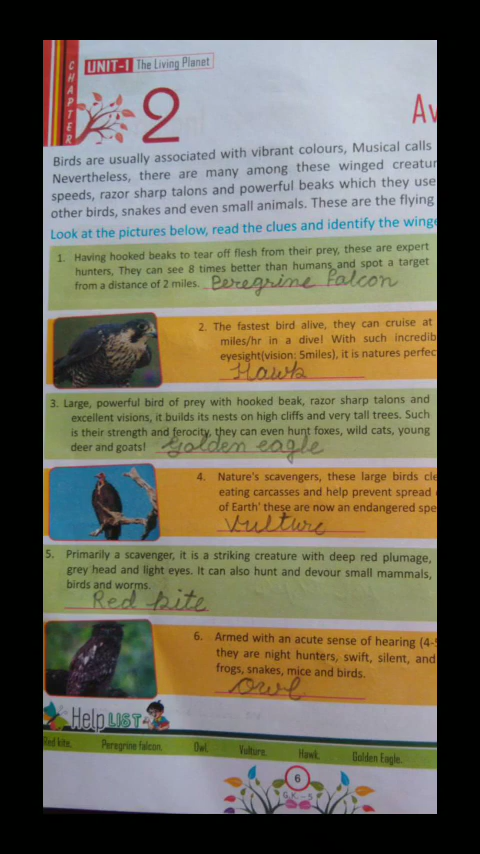 CHAPTER
UNIT-I The Living Planet
2
Av
Birds are usually associated with vibrant colours, Musical calls
Nevertheless, there are many among these winged creatur
speeds, razor sharp talons and powerful beaks which they use
other birds, snakes and even small animals. These are the flying
Look at the pictures below, read the clues and identify the winge
1. Having hooked beaks to tear off flesh from their prey, these are expert
hunters, They can see 8 times better than humans and spot a target
from a distance of 2 miles. Peregrine Falcon
2. The fastest bird alive, they can cruise at
miles/hr in a dive! With such incredib
eyesight(vision: 5miles), it is natures perfec
Hawk
3. Large, powerful bird of prey with hooked beak, razor sharp talons and
excellent visions, it builds its nests on high cliffs and very tall trees. Such
is their strength and ferocity, they can even hunt foxes, wild cats, young
deer and goats! Golden eagle
4. Nature's scavengers, these large birds cle
eating carcasses and help prevent spread
of Earth' these are now an endangered spe
Vulture
5. Primarily a scavenger, it is a striking creature with deep red plumage,
grey head and light eyes. It can also hunt and devour small mammals,
birds and worms.
Red kite
6. Armed with an acute sense of hearing (4-5
they are night hunters, swift, silent, and
frogs, snakes, mice and birds.
Owl
Help LIST
Red kite. Peregrine falcon. Owl. Vulture. Hawk. Golden Eagle.
6
G.K. - 5